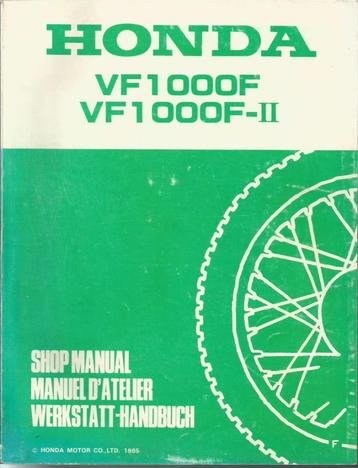 HONDA
VF1000F
VF1000F-II
SHOP MANUAL
MANUEL D'ATELIER
WERKSTATT-HANDBUCH
© HONDA MOTOR CO.,LTD. 1985
F